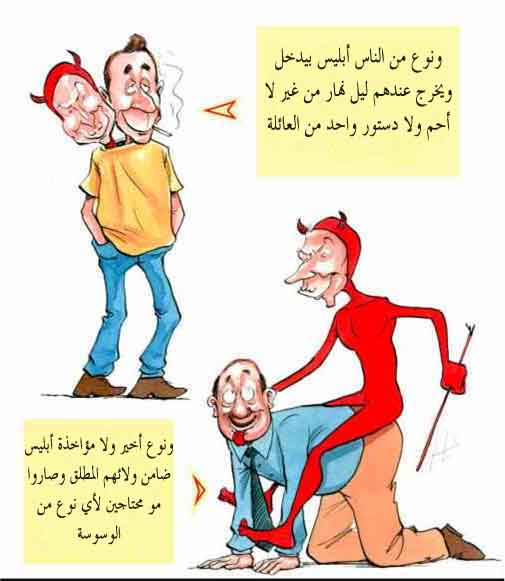 ونوع من الناس أبليس بيدخل
ويخرج عندهم ليل نهار من غير لا
أحم ولا دستور واحد من العائلة
ونوع أخير ولا مؤاخذة أبليس
ضامن ولائهم المطلق وصاروا
مو محتاجين لأي نوع من
الوسوسة